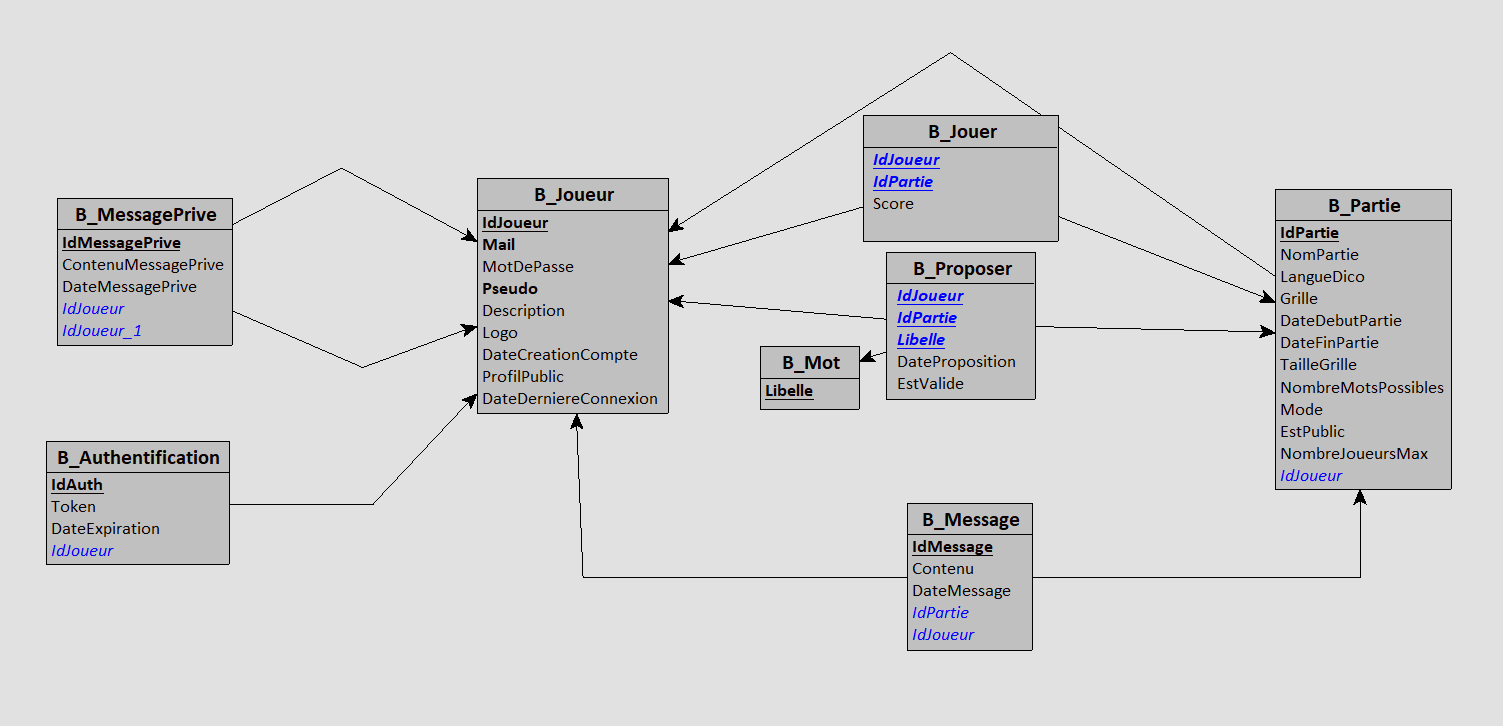 B_MessagePrive
IdMessagePrive
ContenuMessagePrive
DateMessagePrive
IdJoueur
IdJoueur_1
B_Authentification
IdAuth
Token
DateExpiration
IdJoueur
B_Joueur
IdJoueur
Mail
MotDePasse
Pseudo
Description
Logo
DateCreationCompte
ProfilPublic
DateDerniereConnexion
B_Jouer
IdJoueur
IdPartie
Score
B_Proposer
IdJoueur
IdPartie
Libelle
DateProposition
EstValide
B_Mot
Libelle
B_Message
IdMessage
Contenu
DateMessage
IdPartie
IdJoueur
B_Partie
IdPartie
NomPartie
LangueDico
Grille
DateDebutPartie
DateFinPartie
TailleGrille
NombreMotsPossibles
Mode
EstPublic
NombreJoueursMax
IdJoueur